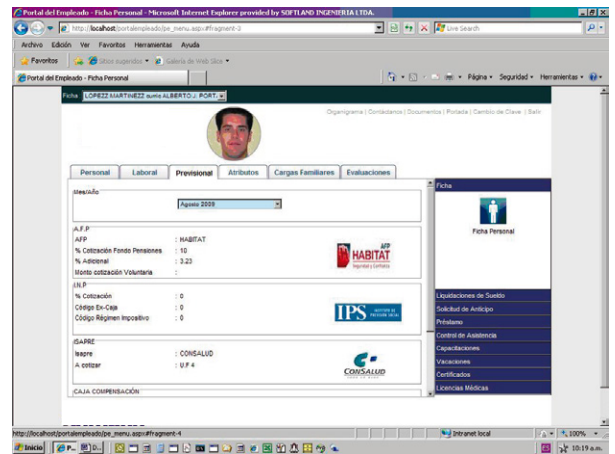 Portal del Empleado - Ficha Personal - Microsoft Internet Explorer provided by SOFTLAND INGENIERIA LTDA.
http://localhost/portalempleado/pe_menu.aspx#fragment-3
Live Search
Archivo Edición Ver Favoritos Herramientas Ayuda
Favoritos Sitios sugeridos Galería de Web Slice
Portal del Empleado - Ficha Personal
Página Seguridad Herramientas
Ficha
Organigrama | Contáctanos | Documentos | Portada | Cambio de Clave | Salir
Personal Laboral Previsional Atributos Cargas Familiares Evaluaciones
Mes/Año
Agosto 2009
A.F.P
AFP : HABITAT
% Cotización Fondo Pensiones : 10
% Adicional : 3,23
Monto cotización Voluntaria :
AFP
HABITAT
Seguridad y Confianza
I.N.P
% Cotización : 0
Código Ex-Caja : 0
Código Régimen Impositivo : 0
IPS
ISAPRE
Isapre : CONSALUD
A cotizar : U.F 4
CONSALUD
CAJA COMPENSACIÓN
Ficha
Ficha Personal
Liquidaciones de Sueldo
Solicitud de Anticipo
Préstamo
Control de Asistencia
Capacitaciones
Vacaciones
Certificados
Licencias Médicas
http://localhost/portalempleado/pe_menu.aspx#fragment-4
Intranet local
100%
Inicio
10:19 a.m.